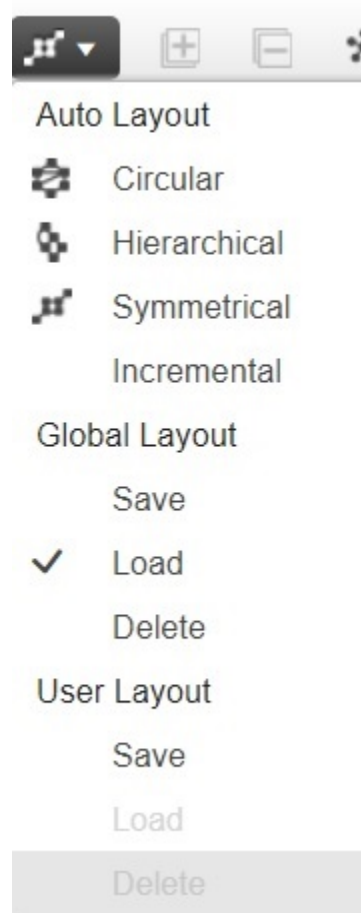 Auto Layout
Circular
Hierarchical
Symmetrical
Incremental
Global Layout
Save
Load
Delete
User Layout
Save
Load
Delete